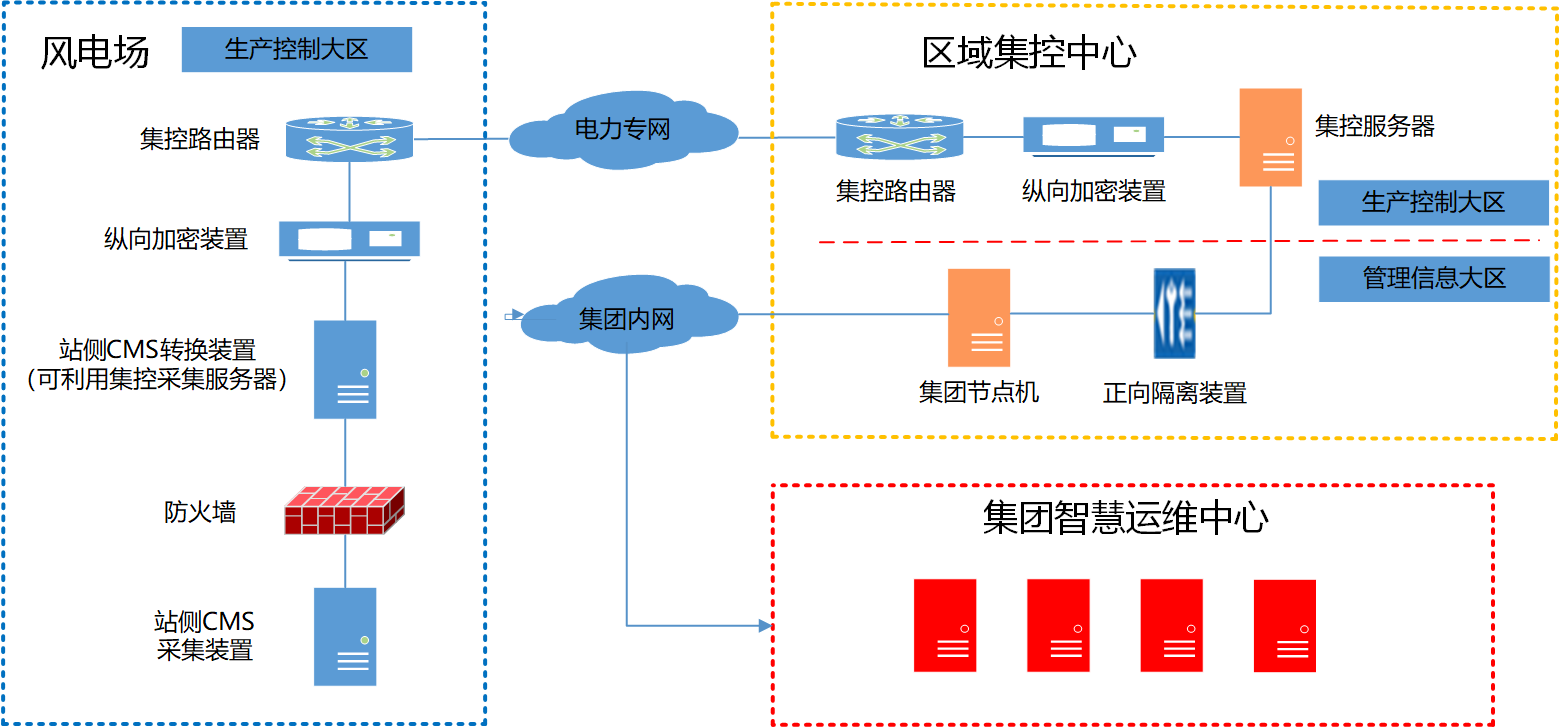 风电场
生产控制大区
集控路由器
纵向加密装置
站侧CMS转换装置
（可利用集控采集服务器）
防火墙
站侧CMS
采集装置
电力专网
集团内网
区域集控中心
集控路由器
纵向加密装置
集控服务器
生产控制大区
管理信息大区
集团节点机
正向隔离装置
集团智慧运维中心